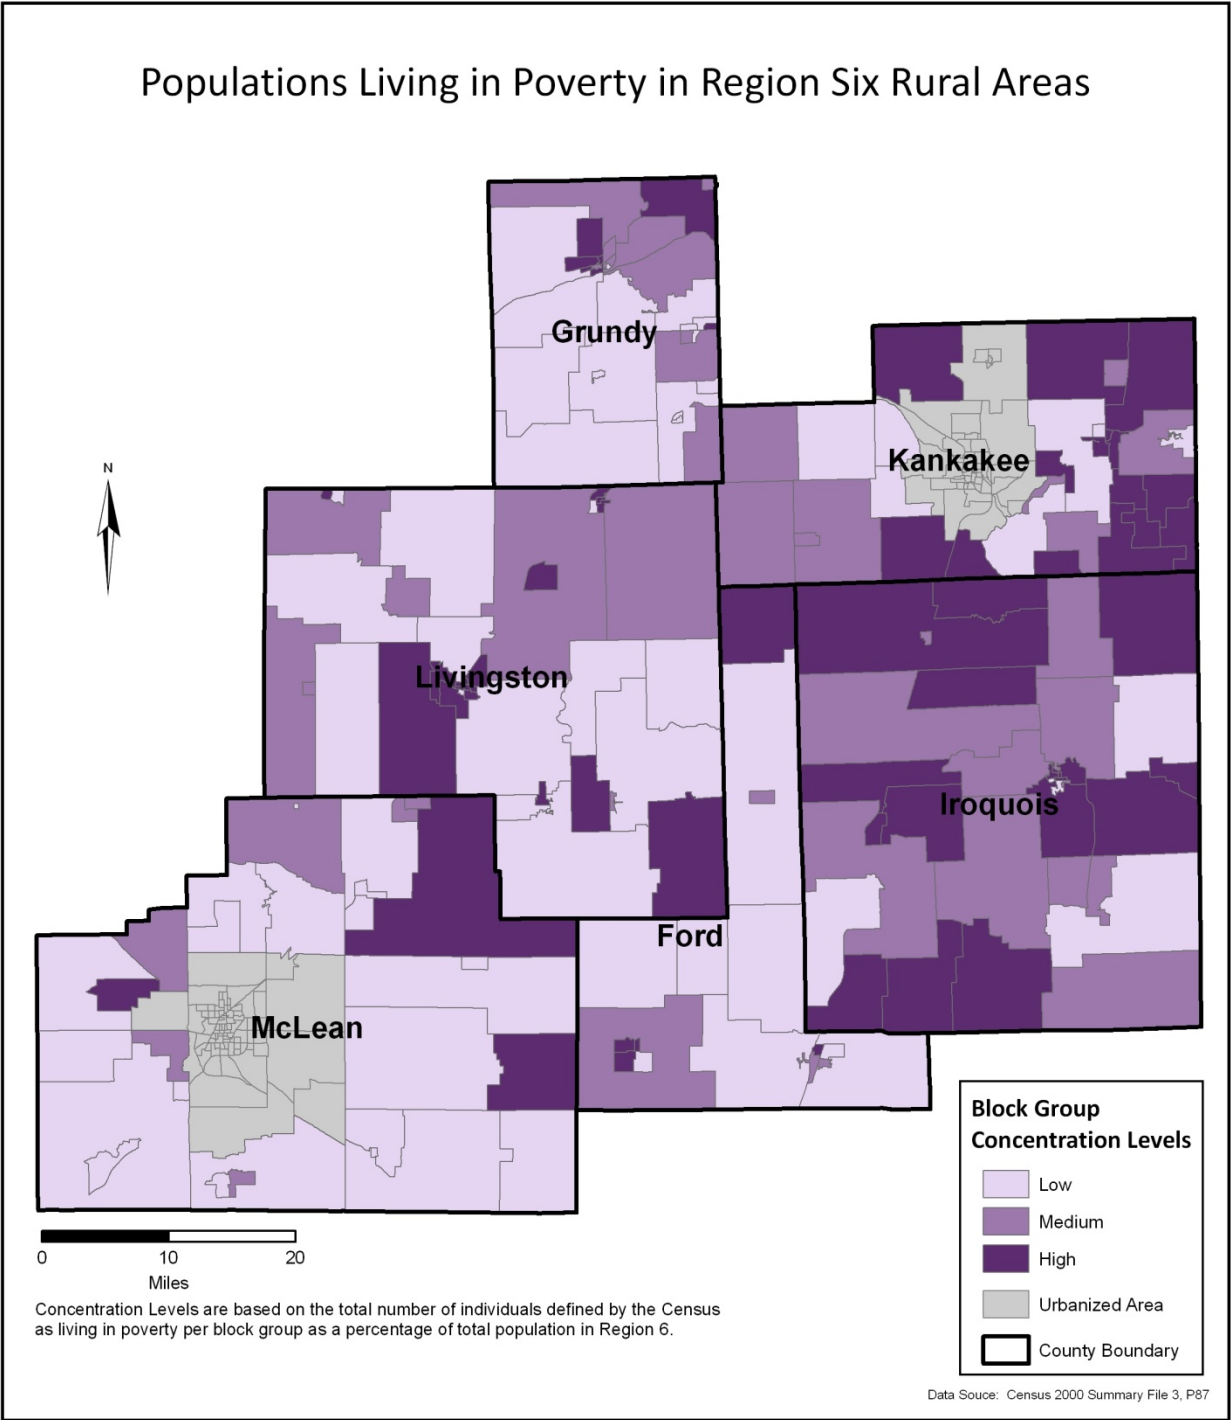 Populations Living in Poverty in Region Six Rural Areas
Grundy
Kankakee
N
Livingston
Iroquois
Ford
McLean
Block Group
Concentration Levels
Low
Medium
High
Urbanized Area
County Boundary
0 10 20
Miles
Concentration Levels are based on the total number of individuals defined by the Census
as living in poverty per block group as a percentage of total population in Region 6.
Data Souce: Census 2000 Summary File 3, P87